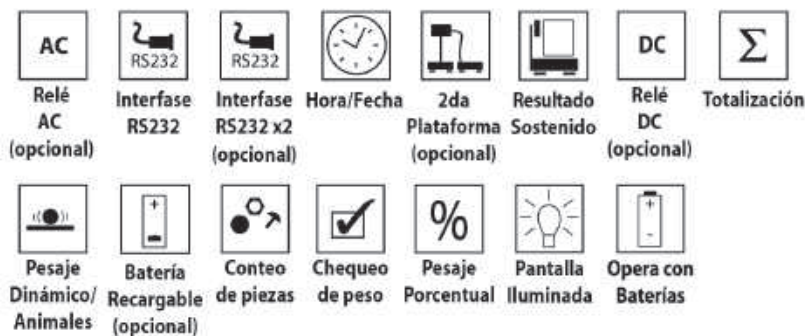 AC
RS232
RS232
DC
Σ
Relé
AC
(opcional)
Interfase
RS232
Interfase
RS232 x2
(opcional)
Hora/Fecha
2da
Plataforma
(opcional)
Resultado
Sostenido
Relé
DC
(opcional)
Totalización
+
%
+
-
Pesaje
Dinámico/
Animales
Batería
Recargable
(opcional)
Conteo
de piezas
Chequeo
de peso
Pesaje
Porcentual
Pantalla
Iluminada
Opera con
Baterías